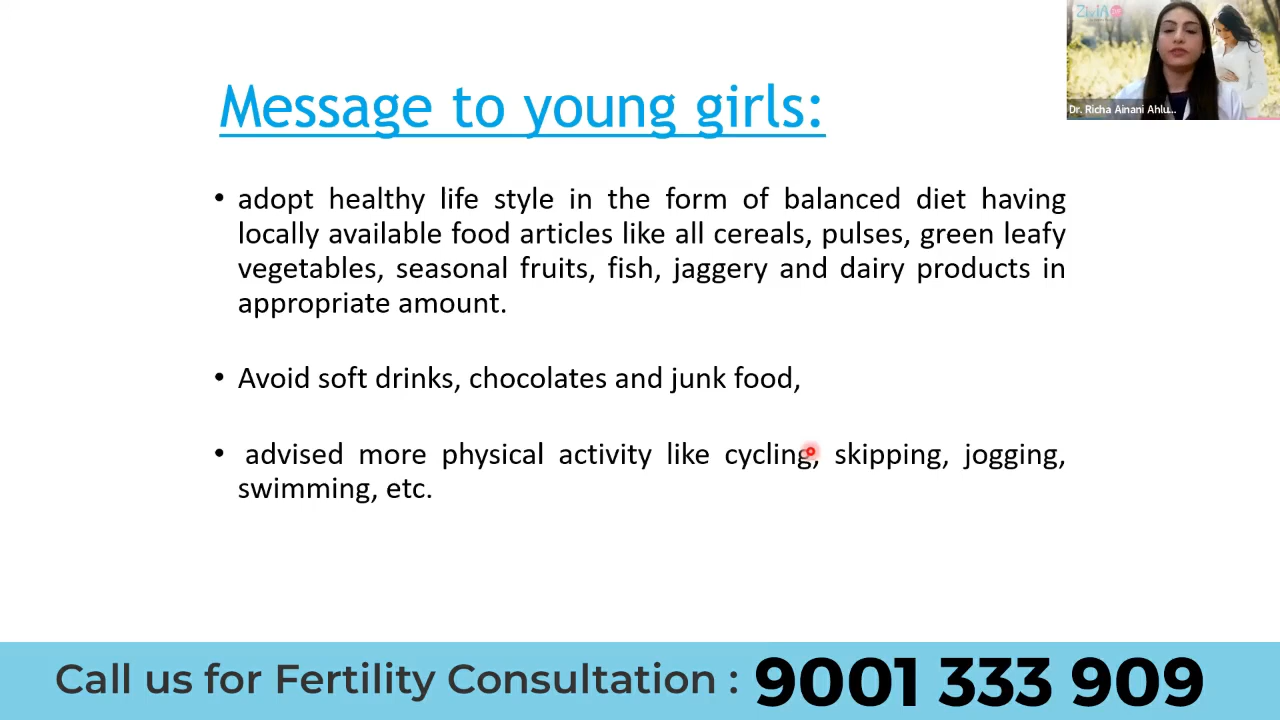 Message to young girls:
• adopt healthy life style in the form of balanced diet having
locally available food articles like all cereals, pulses, green leafy
vegetables, seasonal fruits, fish, jaggery and dairy products in
appropriate amount.
• Avoid soft drinks, chocolates and junk food,
• advised more physical activity like cycling, skipping, jogging,
swimming, etc.
Dr. Richa Ainani Ahlu...
Call us for Fertility Consultation : 9001 333 909